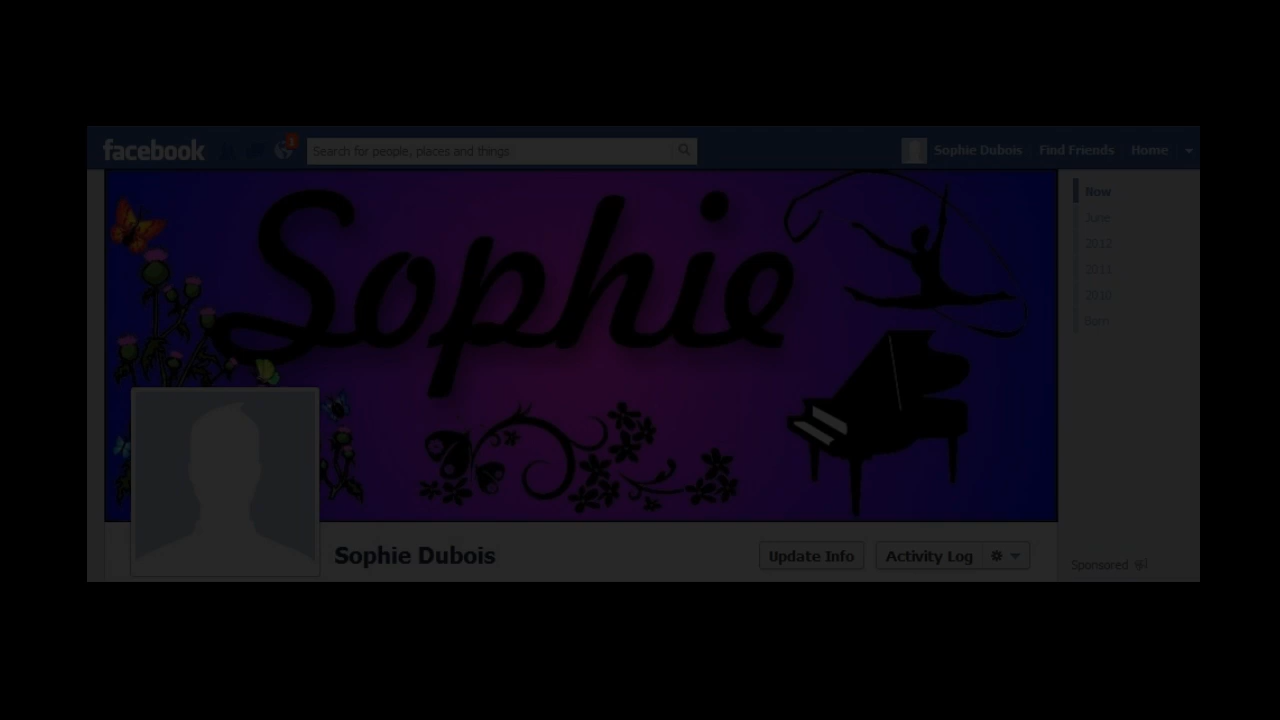 facebook
1
Search for people, places and things
Sophie Dubois
Find Friends
Home
Sophie
Now
June
2012
2011
2010
Born
Sophie Dubois
Update Info
Activity Log
Sponsored